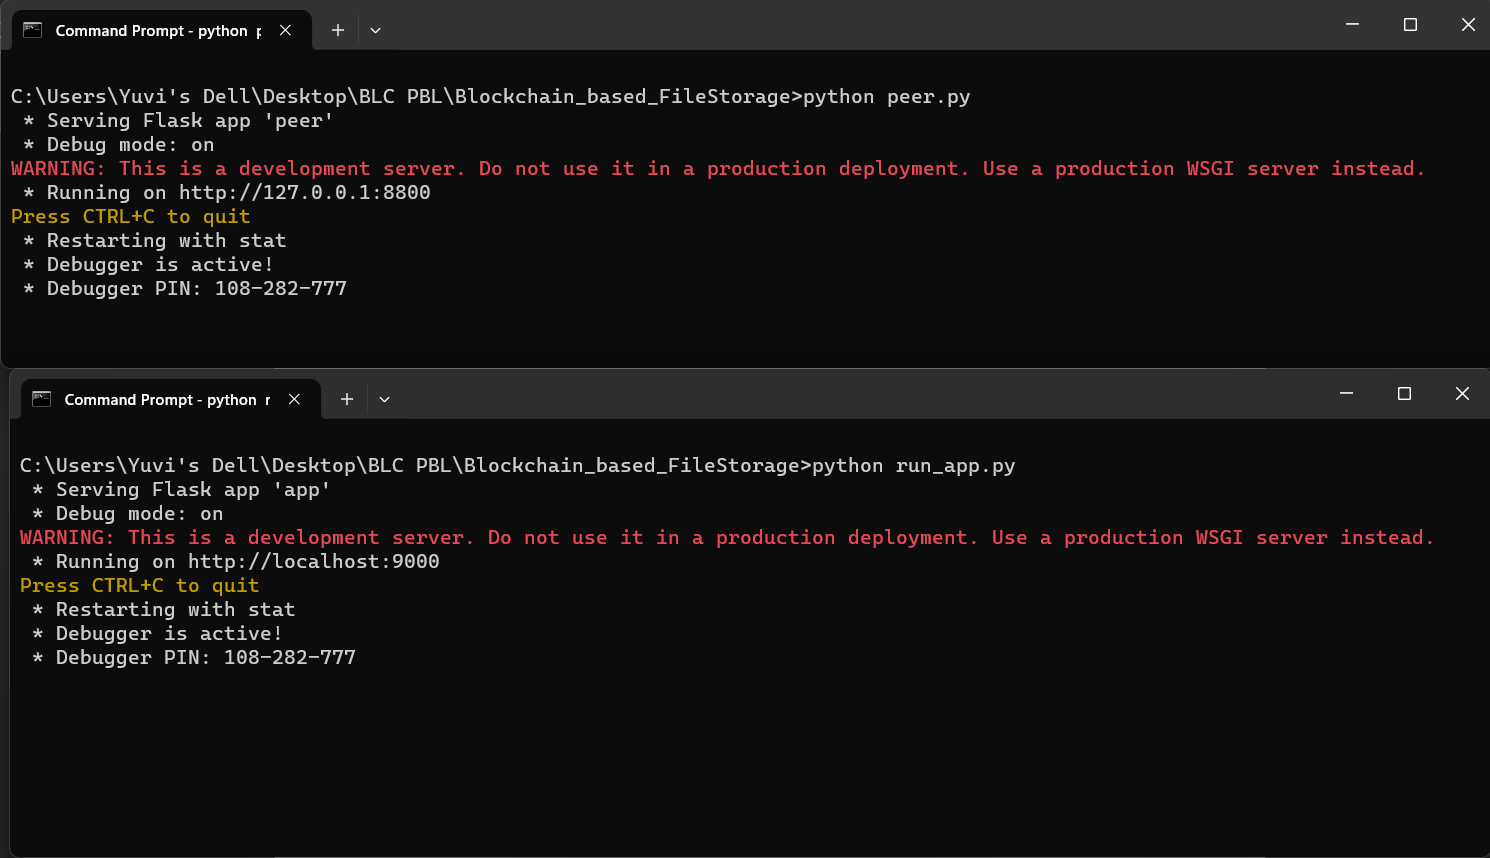 Command Prompt - python p
C:\Users\Yuvi's Dell\Desktop\BLC PBL\Blockchain_based_FileStorage>python peer.py
* Serving Flask app 'peer'
* Debug mode: on
WARNING: This is a development server. Do not use it in a production deployment. Use a production WSGI server instead.
* Running on http://127.0.0.1:8800
Press CTRL+C to quit
* Restarting with stat
* Debugger is active!
* Debugger PIN: 108-282-777
Command Prompt - python r
C:\Users\Yuvi's Dell\Desktop\BLC PBL\Blockchain_based_FileStorage>python run_app.py
* Serving Flask app 'app'
* Debug mode: on
WARNING: This is a development server. Do not use it in a production deployment. Use a production WSGI server instead.
* Running on http://localhost:9000
Press CTRL+C to quit
* Restarting with stat
* Debugger is active!
* Debugger PIN: 108-282-777